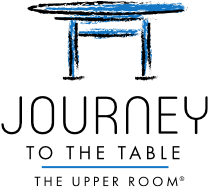 JOURNEY
TO THE TABLE
THE UPPER ROOM®